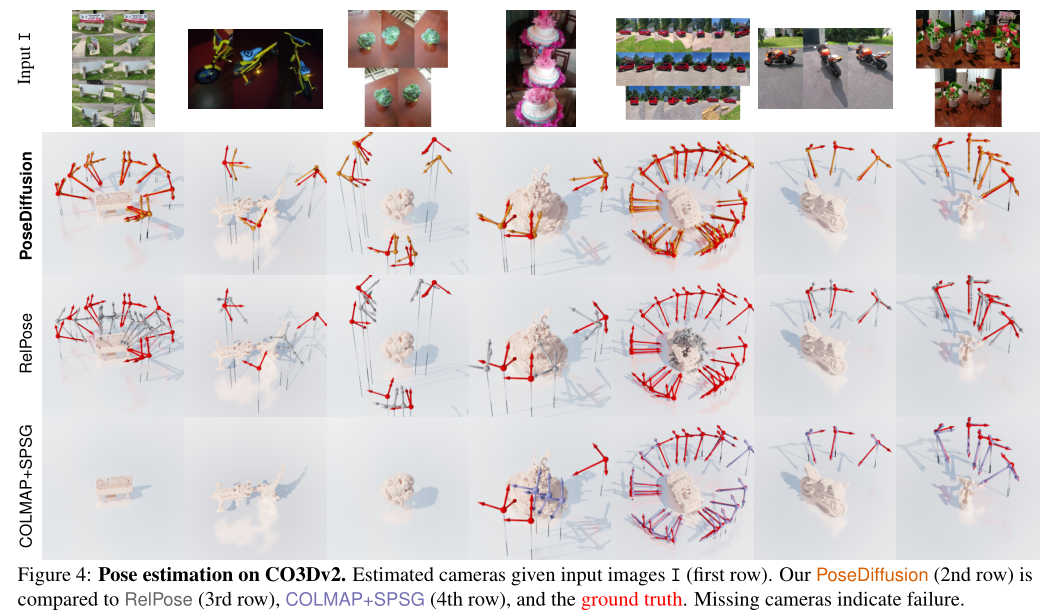 Input I
PoseDiffusion
RelPose
COLMAP+SPSG
Figure 4: Pose estimation on CO3Dv2. Estimated cameras given input images I (first row). Our PoseDiffusion (2nd row) is
compared to RelPose (3rd row), COLMAP+SPSG (4th row), and the ground truth. Missing cameras indicate failure.